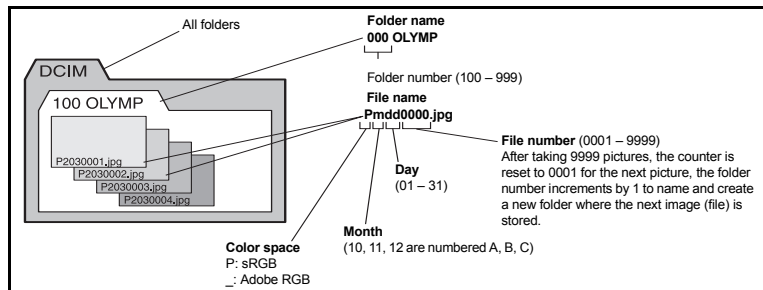 All folders
Folder name
000 OLYMP
Folder number (100 – 999)
DCIM
100 OLYMP
P2030001.jpg
P2030002.jpg
P2030003.jpg
P2030004.jpg
File name
Pmdd0000.jpg
File number (0001 – 9999)
After taking 9999 pictures, the counter is
reset to 0001 for the next picture, the folder
number increments by 1 to name and create
a new folder where the next image (file) is
stored.
Day
(01 – 31)
Month
(10, 11, 12 are numbered A, B, C)
Color space
P: sRGB
_: Adobe RGB